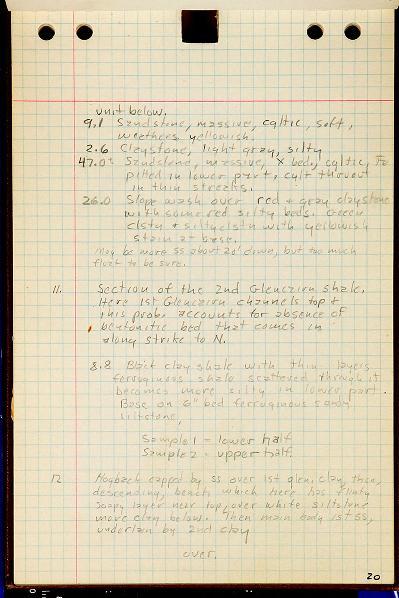 unit below.
9.1 Sandstone, massive, caltic, soft,
weathers yellowish.
2.6 Claystone, light gray, silty
47.0± Sandstone, massive, x beds, caltic, Fe
pitted in lower part, cglt thruout
in thin streaks.
26.0 Slope wash over red & gray claystone
with some red silty beds. Green
clstn & silty clstn with yellowish
stain at base.
May be more ss about 20' down, but too much
float to be sure.
11. Section of the 2nd Glencairn shale.
Here 1st Glencairn channels top &
this prob. accounts for absence of
bentonitic bed that comes in
along strike to N.
8.8 Black clay shale with thin layers
ferruginous shale scattered through it
becomes more silty in lower part.
Base on 6" bed ferruginous sandy
siltstone,
Sample 1 = lower half
Sample 2 = upper half
12 Hogback capped by ss over 1st glen. clay, then,
descending, bench which here has flinty
soapy layer near top, over white siltstone
more clay below. Then main body 1st ss,
underlain by 2nd clay
over.
20